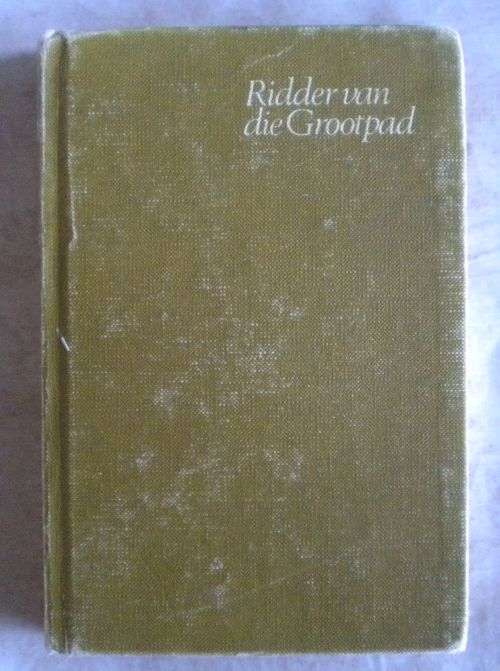 Ridder van
die Grootpad